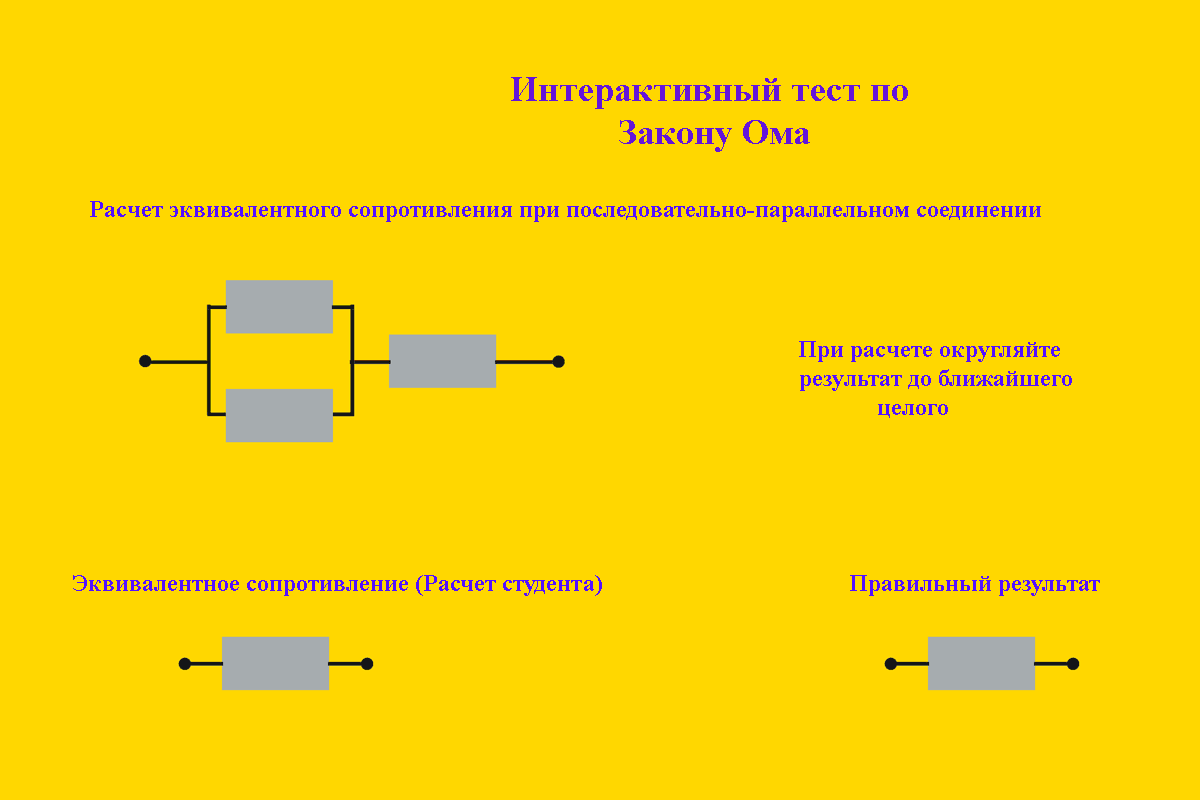 Интерактивный тест по
Закону Ома
Расчет эквивалентного сопротивления при последовательно-параллельном соединении
При расчете округляйте
результат до ближайшего
целого
Эквивалентное сопротивление (Расчет студента)
Правильный результат